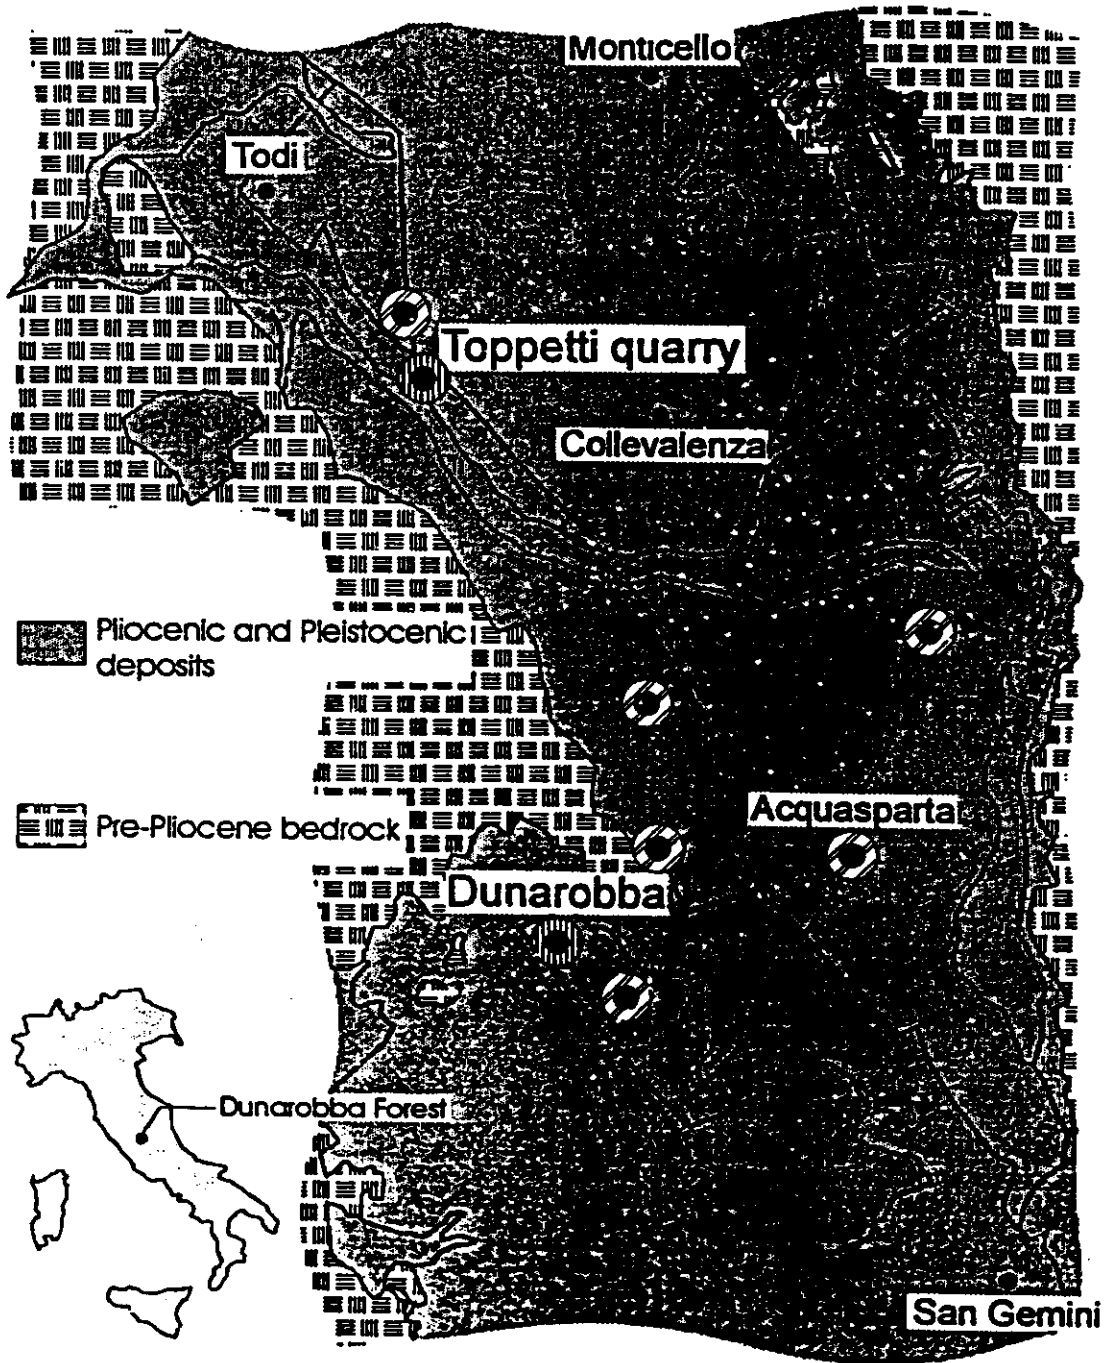 Monticello
Todi
Toppetti quarry
Collevalenza
Pliocenic and Pleistocenic
deposits
Acquasparta
Pre-Pliocene bedrock
Dunarobba
Dunarobba Forest
San Gemini